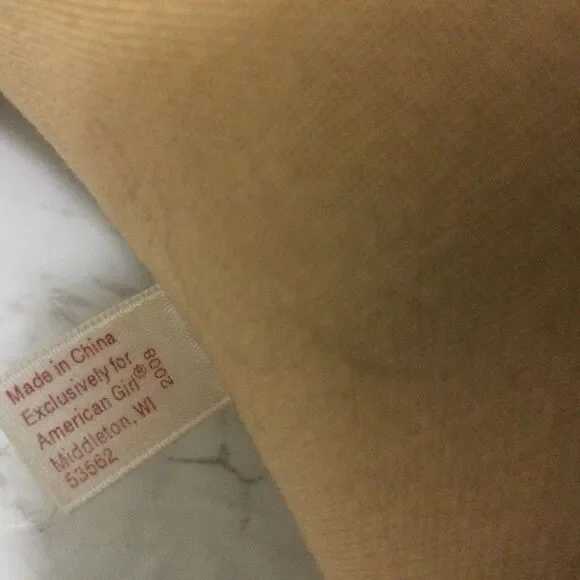 Made in China
Exclusively for
American Girl® 2008
Middleton, WI
53562